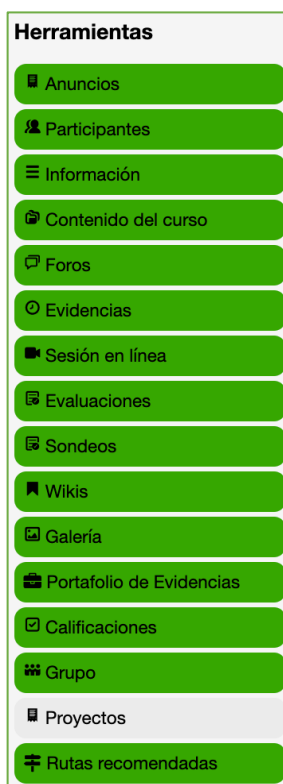 Herramientas
Anuncios
Participantes
Información
Contenido del curso
Foros
Evidencias
Sesión en línea
Evaluaciones
Sondeos
Wikis
Galería
Portafolio de Evidencias
Calificaciones
Grupo
Proyectos
Rutas recomendadas